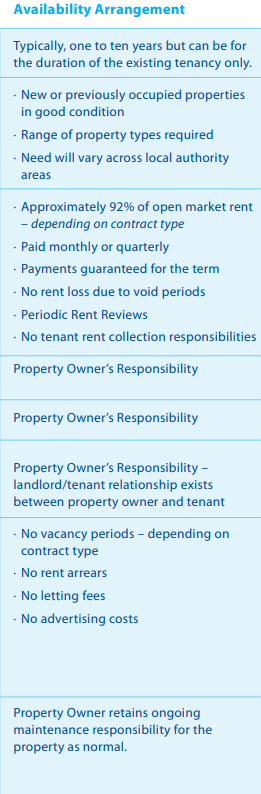 Availability Arrangement
Typically, one to ten years but can be for
the duration of the existing tenancy only.
· New or previously occupied properties
in good condition
· Range of property types required
· Need will vary across local authority
areas
· Approximately 92% of open market rent
– depending on contract type
· Paid monthly or quarterly
· Payments guaranteed for the term
· No rent loss due to void periods
· Periodic Rent Reviews
· No tenant rent collection responsibilities
Property Owner’s Responsibility
Property Owner’s Responsibility
Property Owner’s Responsibility –
landlord/tenant relationship exists
between property owner and tenant
· No vacancy periods – depending on
contract type
· No rent arrears
· No letting fees
· No advertising costs
Property Owner retains ongoing
maintenance responsibility for the
property as normal.